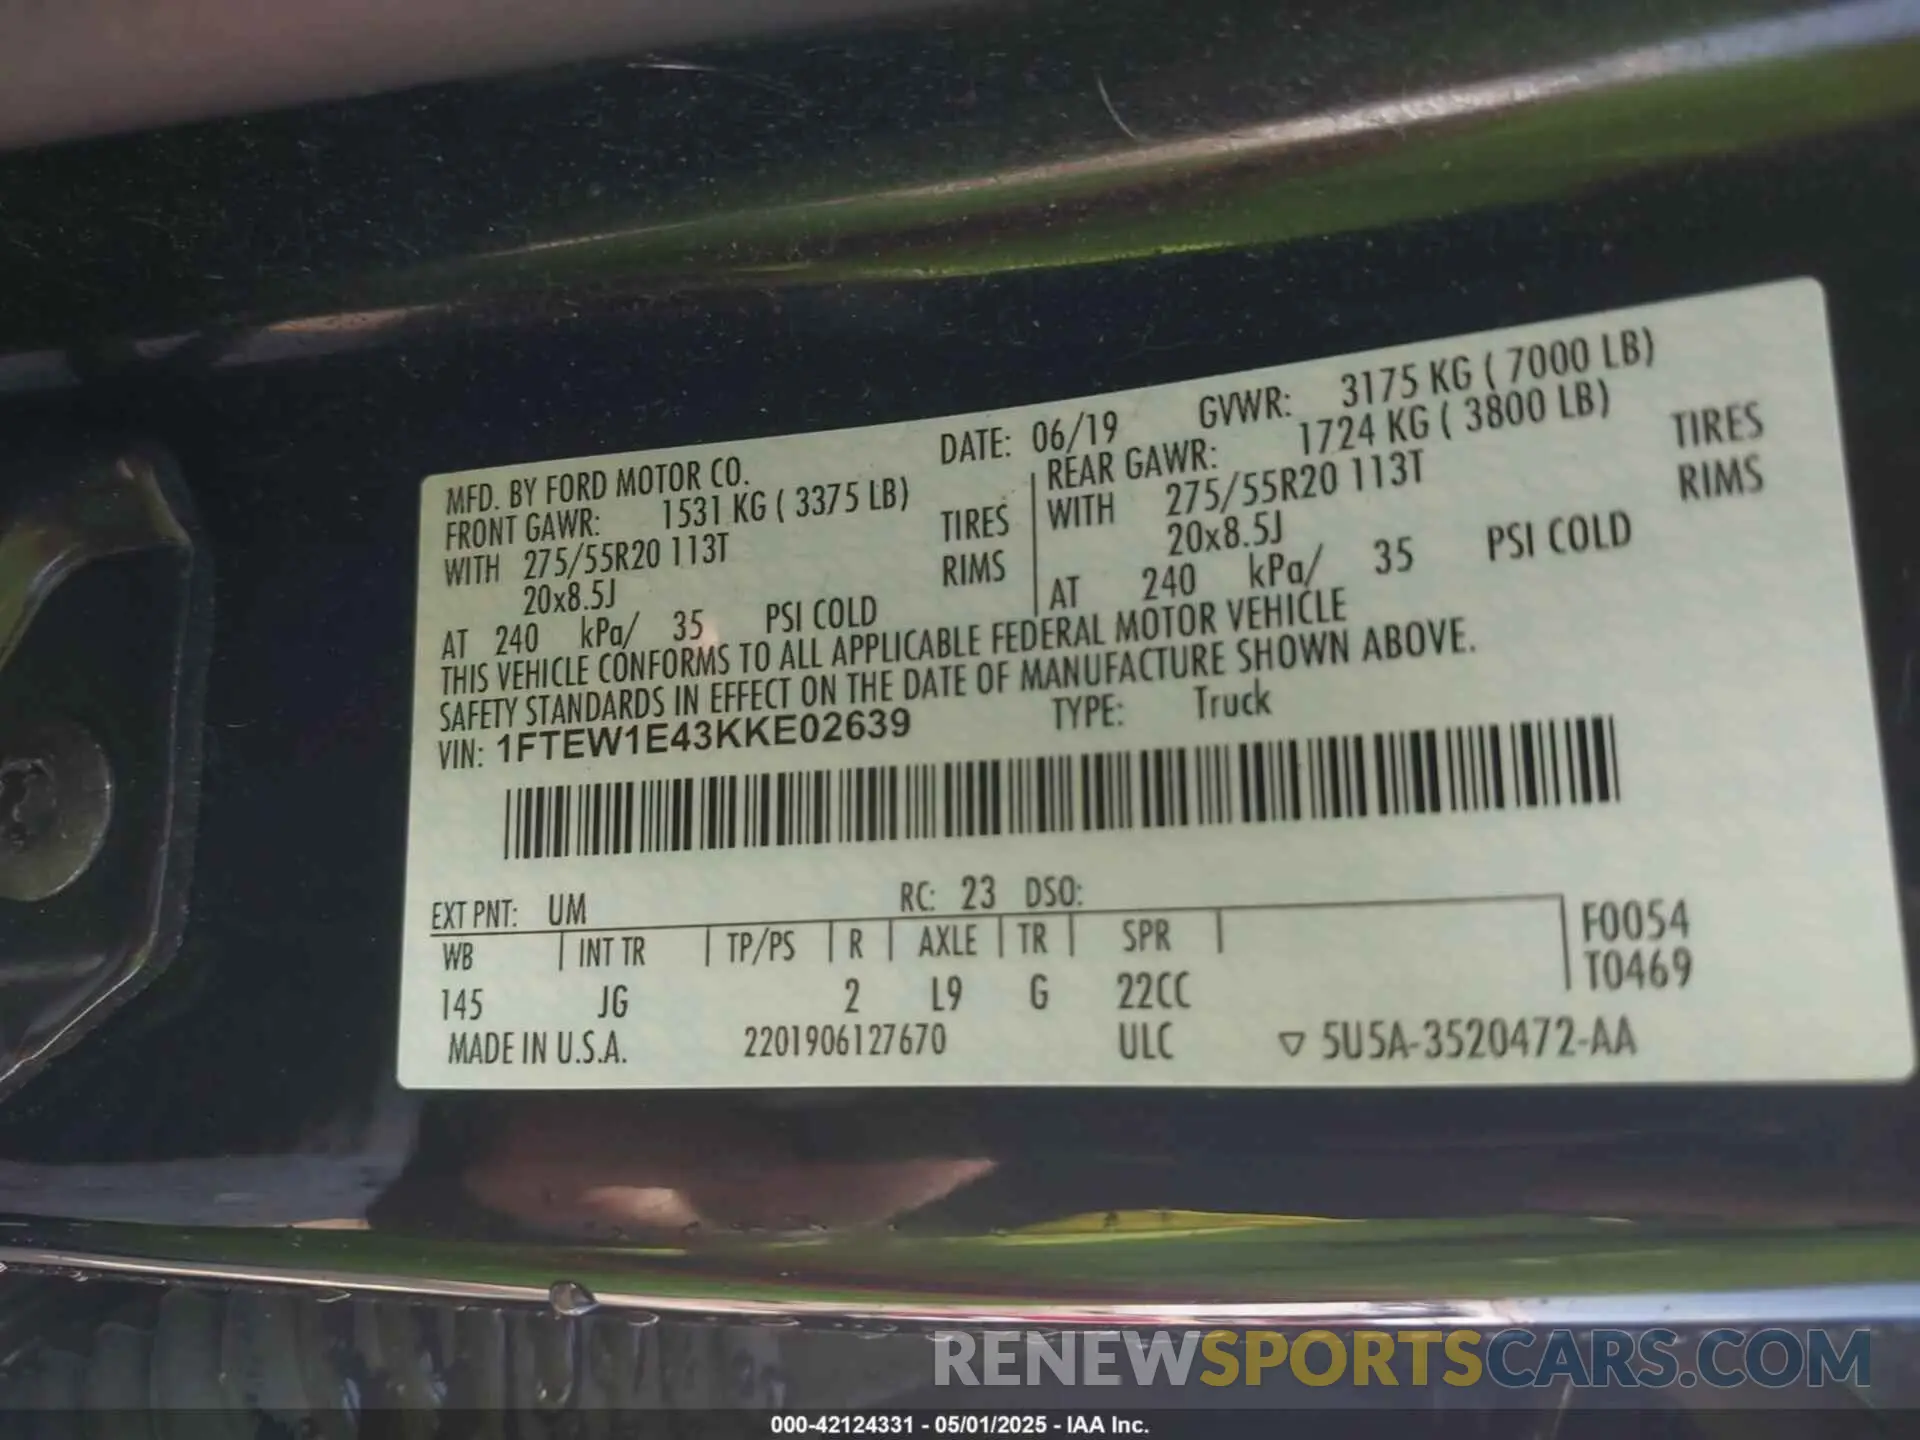 MFD. BY FORD MOTOR CO. DATE: 06/19 GVWR: 3175 KG ( 7000 LB)
FRONT GAWR: 1531 KG ( 3375 LB) REAR GAWR: 1724 KG ( 3800 LB)
WITH 275/55R20 113T TIRES WITH 275/55R20 113T TIRES
20x8.5J RIMS 20x8.5J RIMS
AT 240 kPa/ 35 PSI COLD AT 240 kPa/ 35 PSI COLD
THIS VEHICLE CONFORMS TO ALL APPLICABLE FEDERAL MOTOR VEHICLE
SAFETY STANDARDS IN EFFECT ON THE DATE OF MANUFACTURE SHOWN ABOVE.
VIN: 1FTEW1E43KKE02639 TYPE: Truck
EXT PNT: UM RC: 23 DSO:
WB INT TR TP/PS R AXLE TR SPR F0054
145 JG 2 L9 G 22CC T0469
MADE IN U.S.A. 2201906127670 ULC ▽ 5U5A-3520472-AA
RENEWSPORTSCARS.COM
000-42124331 - 05/01/2025 - IAA Inc.